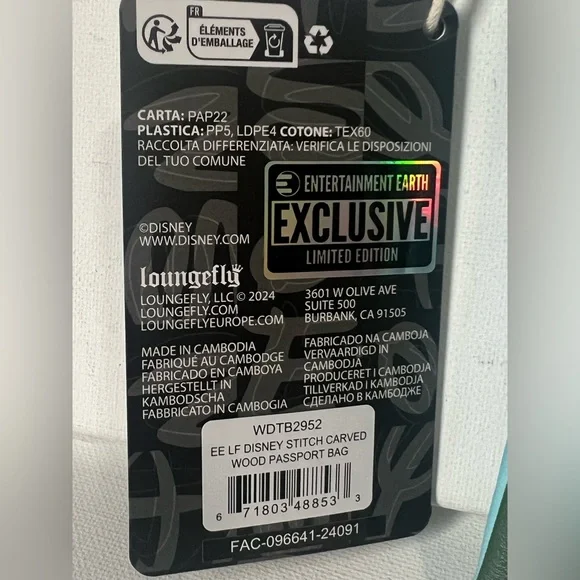 FR
ÉLÉMENTS
D'EMBALLAGE
CARTA: PAP22
PLASTICA: PP5, LDPE4 COTONE: TEX60
RACCOLTA DIFFERENZIATA: VERIFICA LE DISPOSIZIONI
DEL TUO COMUNE
ENTERTAINMENT EARTH
EXCLUSIVE
LIMITED EDITION
©DISNEY
WWW.DISNEY.COM
loungefly
LOUNGEFLY, LLC © 2024
LOUNGEFLY.COM
LOUNGEFLYEUROPE.COM
3601 W OLIVE AVE
SUITE 500
BURBANK, CA 91505
MADE IN CAMBODIA
FABRIQUÉ AU CAMBODGE
FABRICADO EN CAMBOYA
HERGESTELLT IN
KAMBODSCHA
FABBRICATO IN CAMBOGIA
FABRICADO NA CAMBOJA
VERVAARDIGD IN
CAMBODJA
PRODUCERET I CAMBODJA
TILLVERKAD I KAMBODJA
СДЕЛАНО В КАМБОДЖЕ
WDTB2952
EE LF DISNEY STITCH CARVED
WOOD PASSPORT BAG
6 71803 48853 3
FAC-096641-24091